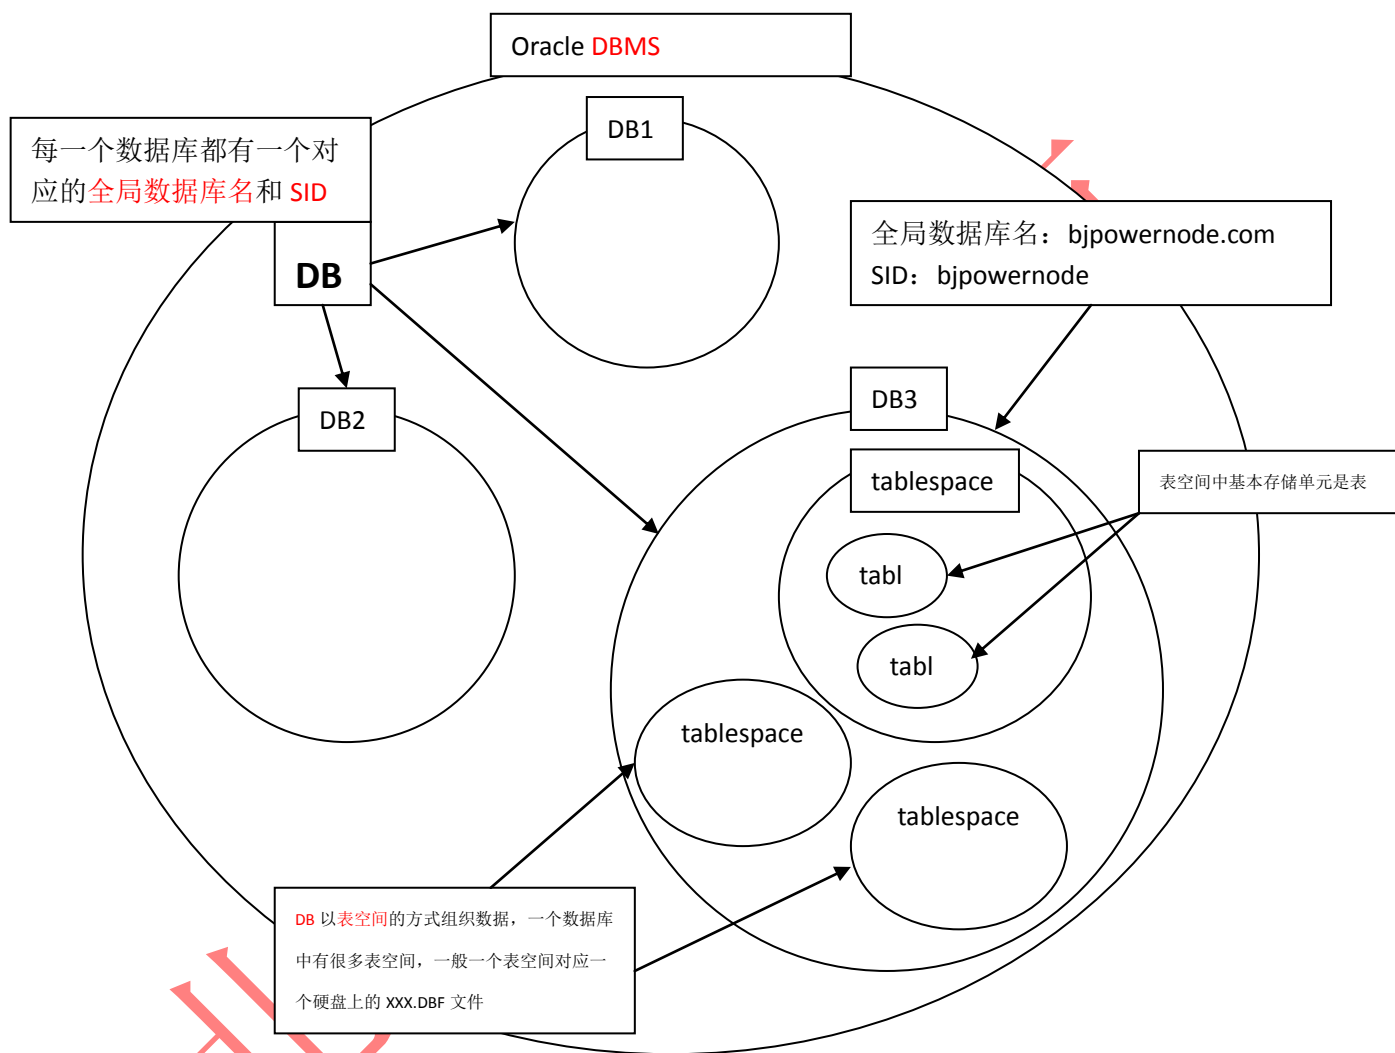 Oracle DBMS
DB1
每一个数据库都有一个对
应的全局数据库名和 SID
全局数据库名：bjpowernode.com
SID：bjpowernode
DB
DB3
DB2
tablespace
表空间中基本存储单元是表
tabl
tabl
tablespace
tablespace
DB 以表空间的方式组织数据，一个数据库
中有很多表空间，一般一个表空间对应一
个硬盘上的 XXX.DBF 文件